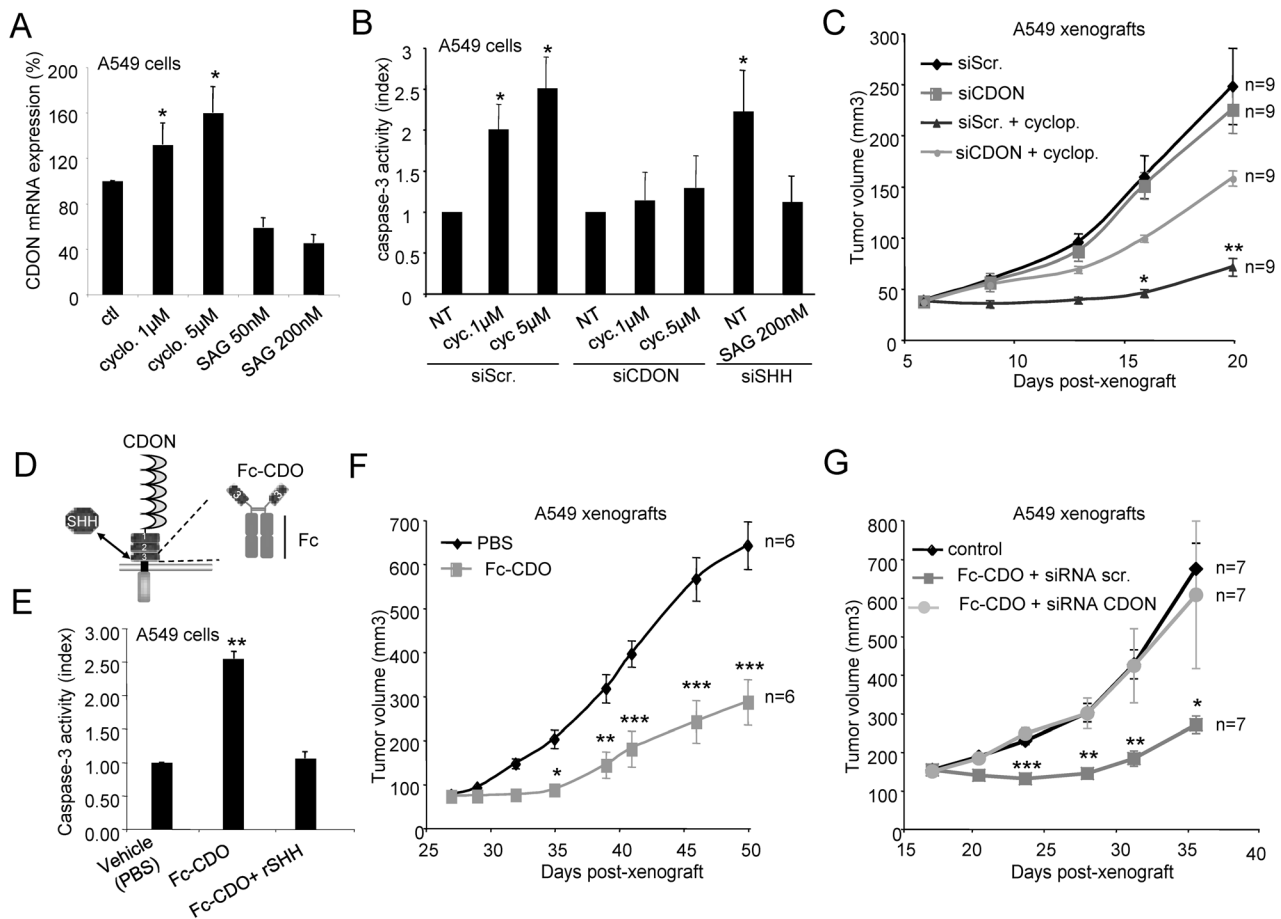 A
A549 cells
CDON mRNA expression (%)
200
160
120
80
40
0
*
*
ctl
cyclo. 1µM
cyclo. 5µM
SAG 50nM
SAG 200nM
B
A549 cells
caspase-3 activity (index)
3
2.5
2
1.5
1
0.5
0
*
*
*
NT
cyc.1µM
cyc 5µM
NT
cyc.1µM
cyc.5µM
NT
SAG 200nM
siScr.
siCDON
siSHH
C
A549 xenografts
Tumor volume (mm3)
300
250
200
150
100
50
0
siScr.
siCDON
siScr. + cyclop.
siCDON + cyclop.
n=9
n=9
n=9
n=9
*
**
5
10
15
20
Days post-xenograft
D
CDON
SHH
1
2
3
Fc-CDO
3
3
Fc
E
A549 cells
Caspase-3 activity (index)
3.00
2.50
2.00
1.50
1.00
0.50
0.00
**
Vehicle
(PBS)
Fc-CDO
Fc-CDO+ rSHH
F
A549 xenografts
Tumor volume (mm3)
700
600
500
400
300
200
100
0
PBS
Fc-CDO
n=6
n=6
*
**
***
***
***
25
30
35
40
45
50
Days post-xenograft
G
A549 xenografts
Tumor volume (mm3)
800
700
600
500
400
300
200
100
0
control
Fc-CDO + siRNA scr.
Fc-CDO + siRNA CDON
n=7
n=7
n=7
***
**
**
*
15
20
25
30
35
40
Days post-xenograft